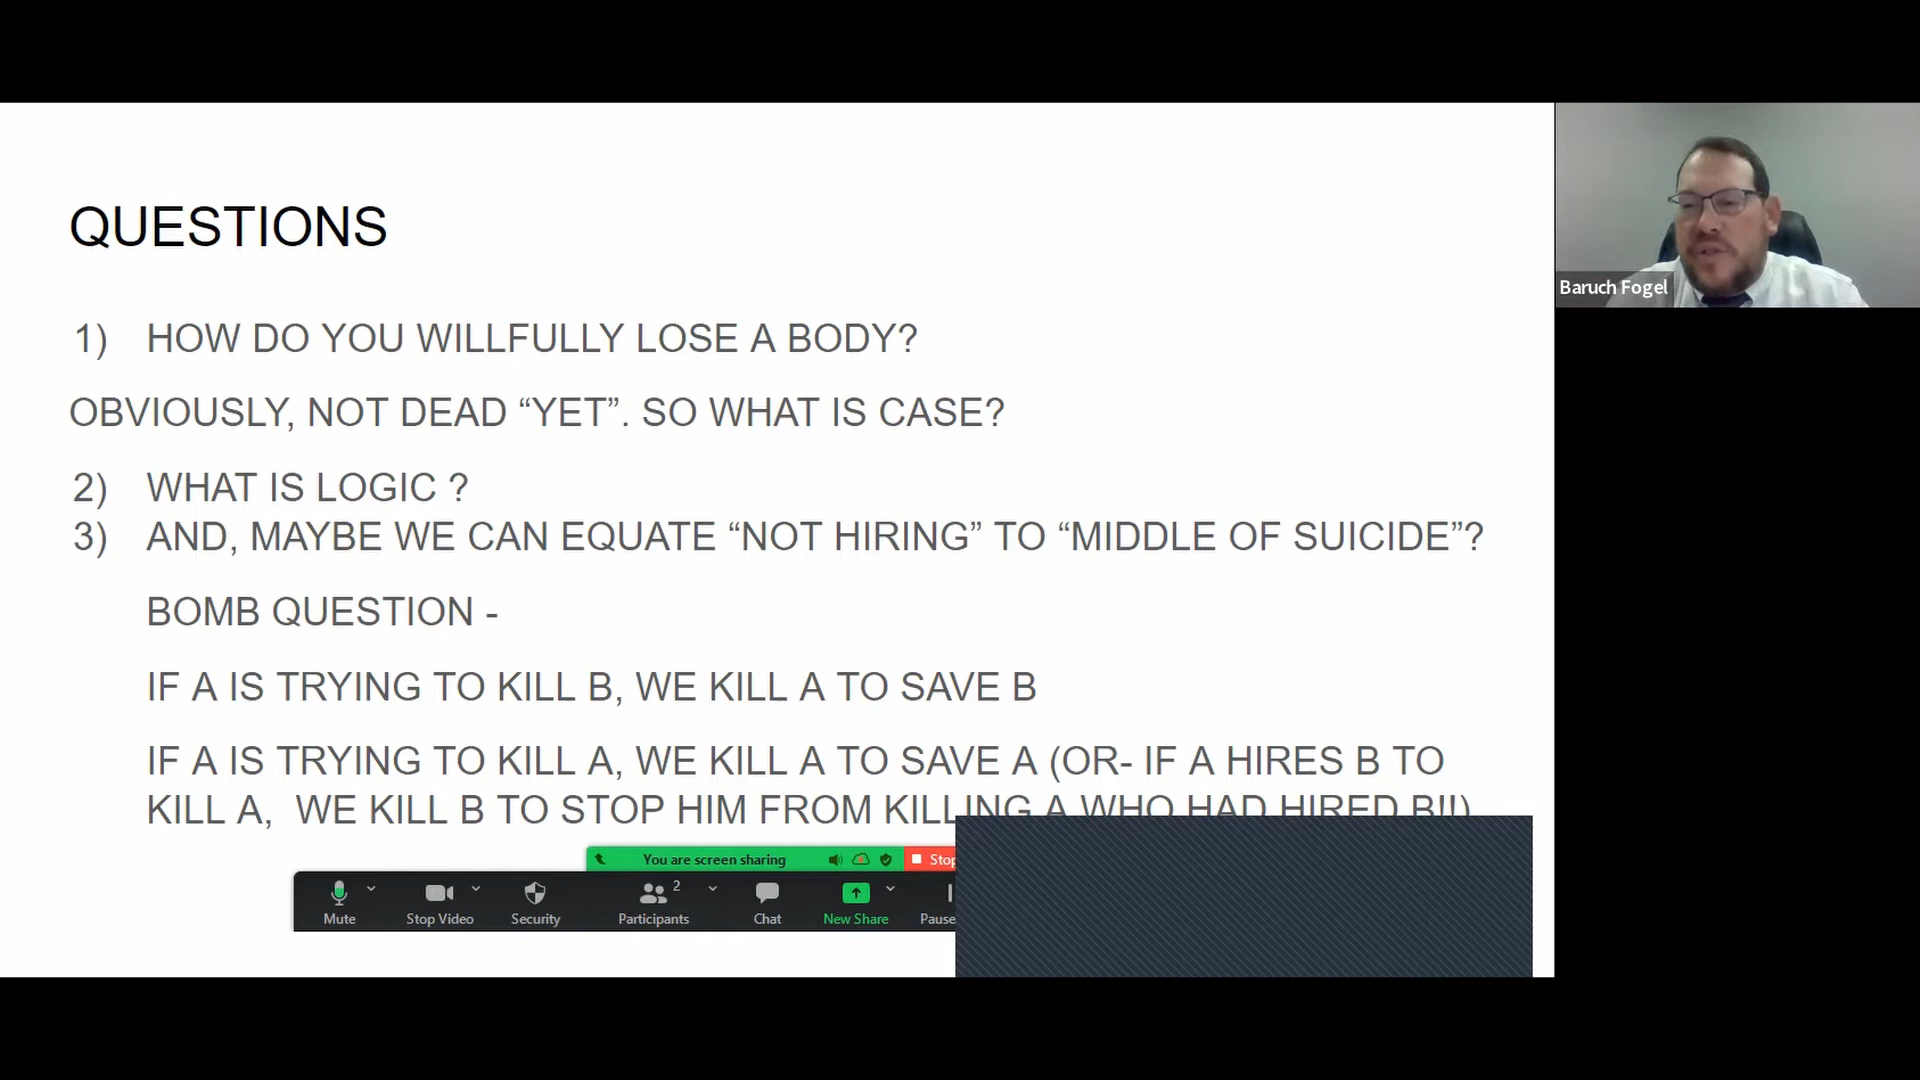 QUESTIONS
1) HOW DO YOU WILLFULLY LOSE A BODY?
OBVIOUSLY, NOT DEAD “YET”. SO WHAT IS CASE?
2) WHAT IS LOGIC ?
3) AND, MAYBE WE CAN EQUATE “NOT HIRING” TO “MIDDLE OF SUICIDE”?
BOMB QUESTION -
IF A IS TRYING TO KILL B, WE KILL A TO SAVE B
IF A IS TRYING TO KILL A, WE KILL A TO SAVE A (OR- IF A HIRES B TO
KILL A, WE KILL B TO STOP HIM FROM KILLING A WHO HAD HIRED B!!)
You are screen sharing Stop
2
Mute Stop Video Security Participants Chat New Share Pause
Baruch Fogel